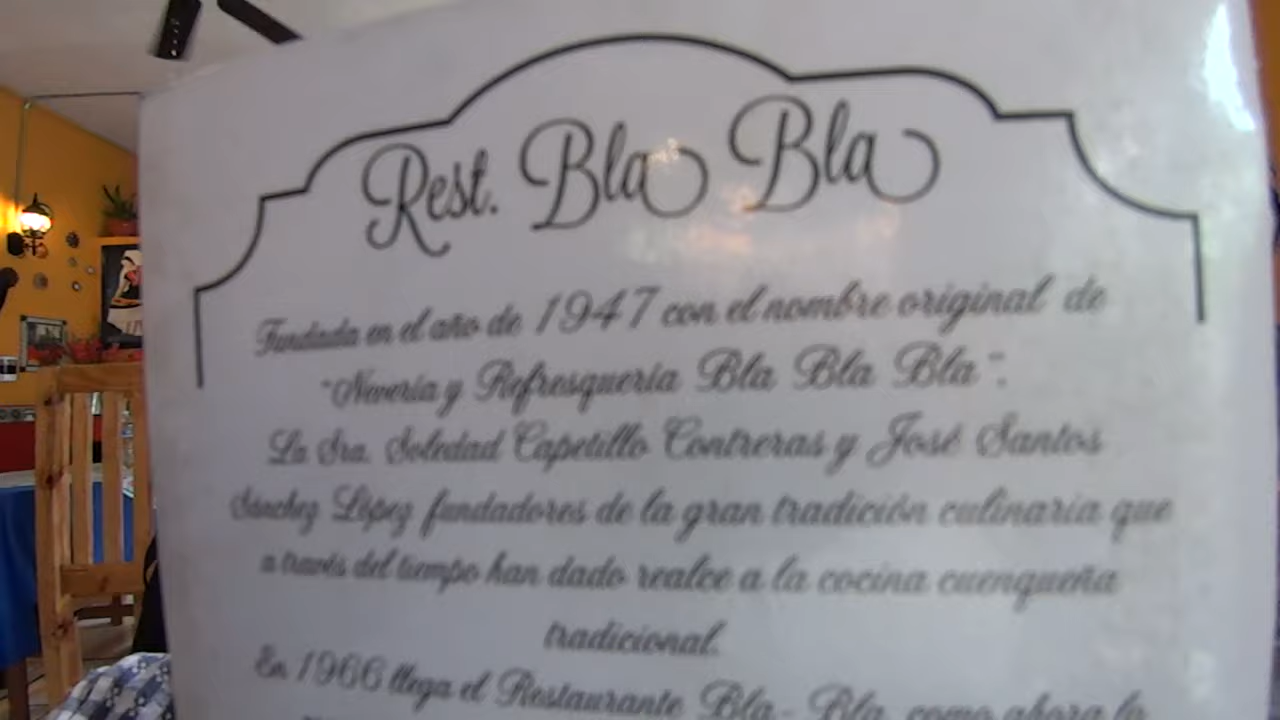 Rest. Bla Bla
Fundada en el año de 1947 con el nombre original de
"Nevería y Refresquería Bla Bla Bla".
La Sra. Soledad Capetillo Contreras y José Santos
Sánchez López fundadores de la gran tradición culinaria que
a través del tiempo han dado realce a la cocina cuenqueña
tradicional.
En 1966 llega el Restaurante Bla - Bla, como ahora lo